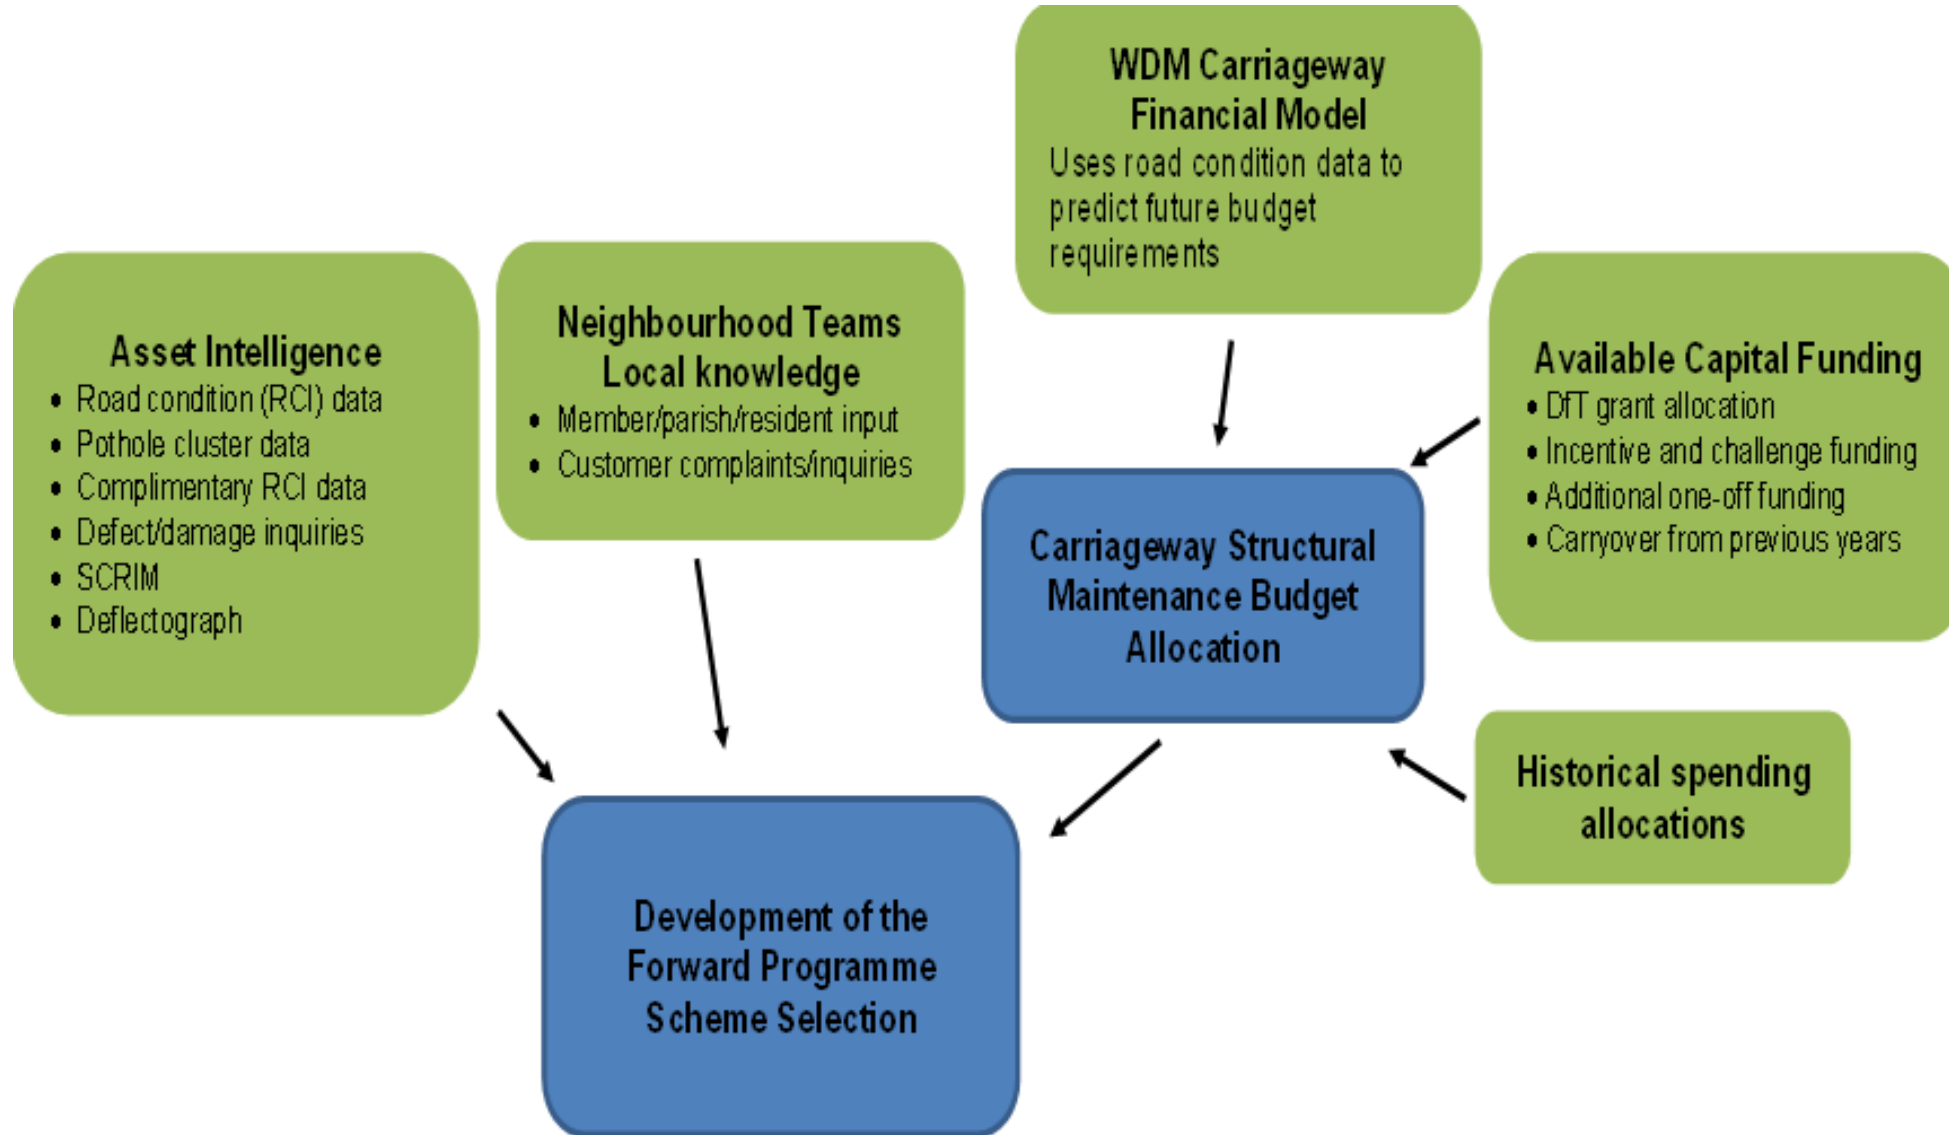 WDM Carriageway
Financial Model
Uses road condition data to
predict future budget
requirements
Asset Intelligence
• Road condition (RCI) data
• Pothole cluster data
• Complimentary RCI data
• Defect/damage inquiries
• SCRIM
• Deflectograph
Neighbourhood Teams
Local knowledge
• Member/parish/resident input
• Customer complaints/inquiries
Available Capital Funding
• DfT grant allocation
• Incentive and challenge funding
• Additional one-off funding
• Carryover from previous years
Carriageway Structural
Maintenance Budget
Allocation
Historical spending
allocations
Development of the
Forward Programme
Scheme Selection